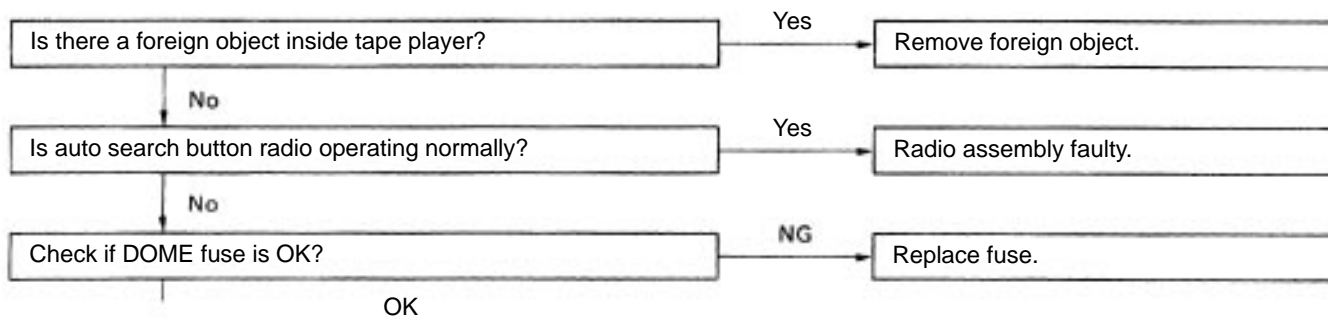 Is there a foreign object inside tape player?
Yes
Remove foreign object.
No
Is auto search button radio operating normally?
Yes
Radio assembly faulty.
No
Check if DOME fuse is OK?
NG
Replace fuse.
OK